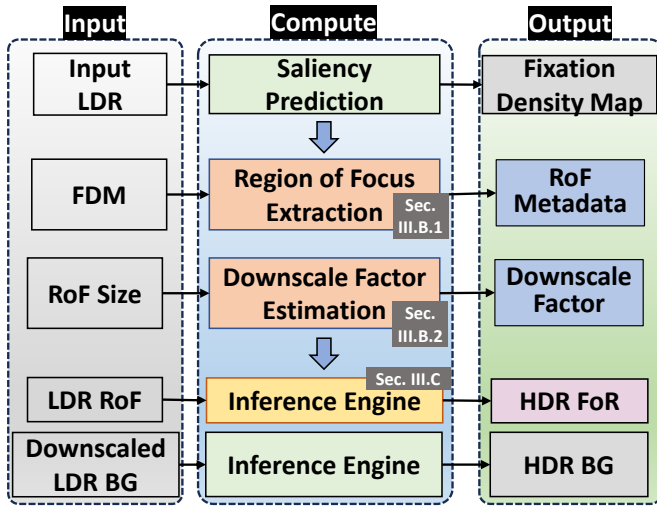 Input
Compute
Output
Input
LDR
Saliency
Prediction
Fixation
Density Map
FDM
Region of Focus
Extraction
Sec.
III.B.1
RoF
Metadata
RoF Size
Downscale Factor
Estimation
Sec.
III.B.2
Downscale
Factor
Sec. III.C
LDR RoF
Inference Engine
HDR FoR
Downscaled
LDR BG
Inference Engine
HDR BG